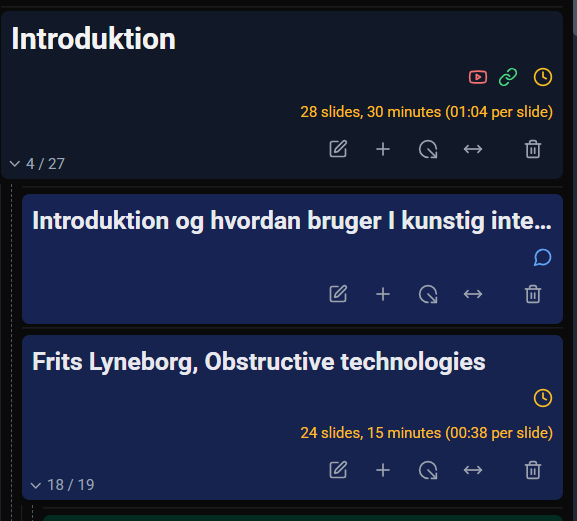 Introduktion
28 slides, 30 minutes (01:04 per slide)
4 / 27
Introduktion og hvordan bruger I kunstig inte...
24 slides, 15 minutes (00:38 per slide)
Frits Lyneborg, Obstructive technologies
18 / 19